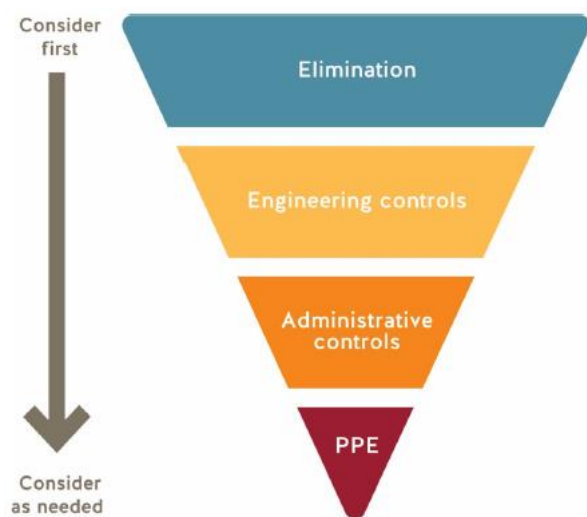 Consider
first
Elimination
Engineering controls
Administrative
controls
PPE
Consider
as needed